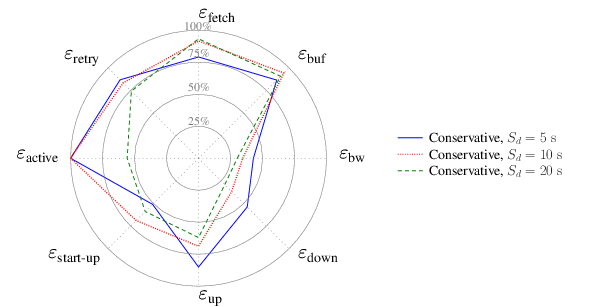 ε_fetch
100%
75%
50%
25%
ε_retry
ε_buf
ε_active
ε_bw
ε_start-up
ε_down
ε_up
Conservative, S_d = 5 s
Conservative, S_d = 10 s
Conservative, S_d = 20 s